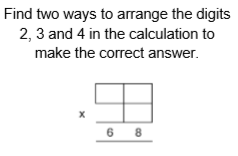 Find two ways to arrange the digits
2, 3 and 4 in the calculation to
make the correct answer.
x
6 8